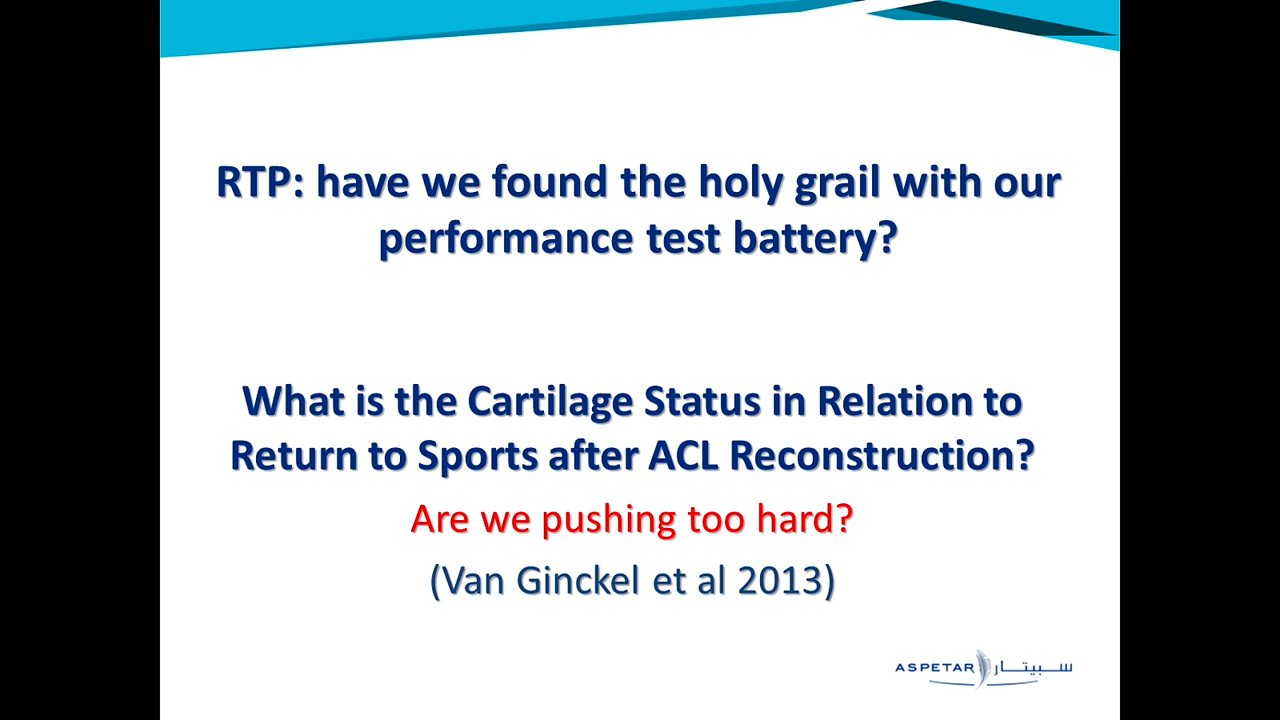 RTP: have we found the holy grail with our
performance test battery?
What is the Cartilage Status in Relation to
Return to Sports after ACL Reconstruction?
Are we pushing too hard?
(Van Ginckel et al 2013)
ASPETAR سبيتار